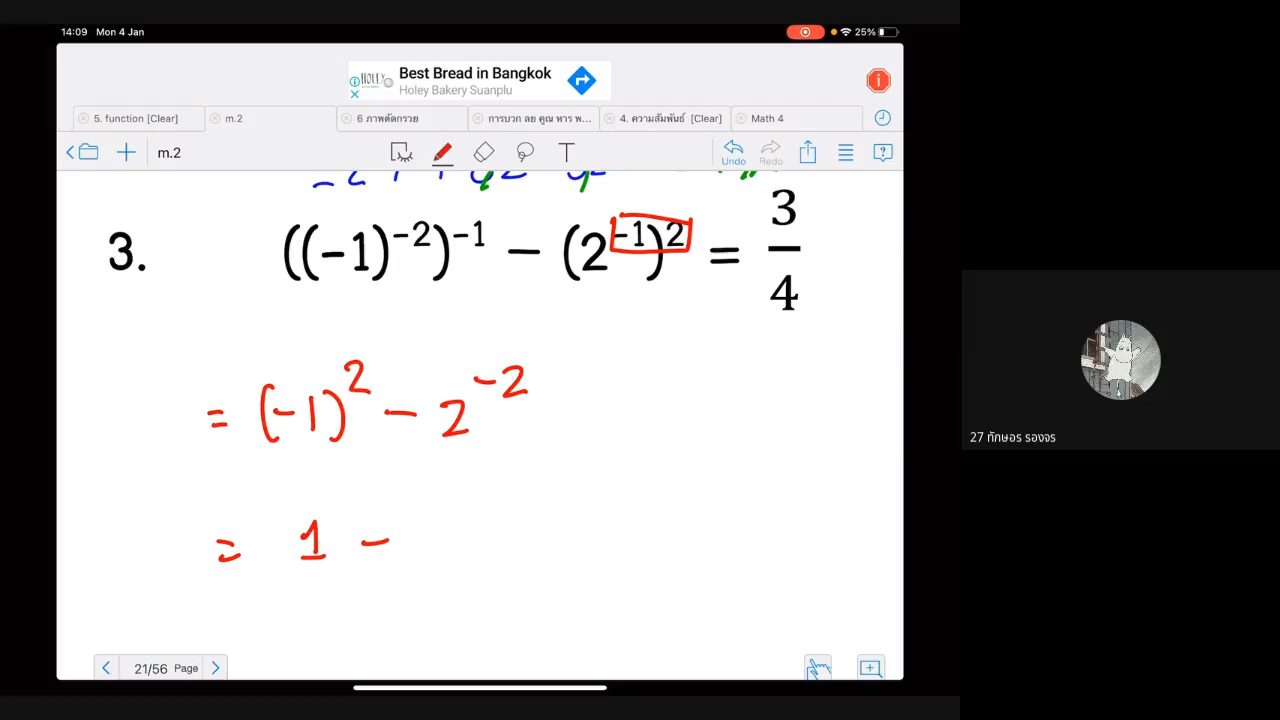 14:09 Mon 4 Jan 25%
HOLEY
Best Bread in Bangkok
Holey Bakery Suanplu
5. function [Clear] m.2 6 ภาพตัดกรวย การบวก ลย คูณ หาร พ... 4. ความสัมพันธ์ [Clear] Math 4
m.2 T Undo Redo
3. ((-1)^-2)^-1 - (2^-1)^2 = 3/4
= (-1)^2 - 2^-2
= 1 -
21/56 Page
27 ทักษอร รองจร